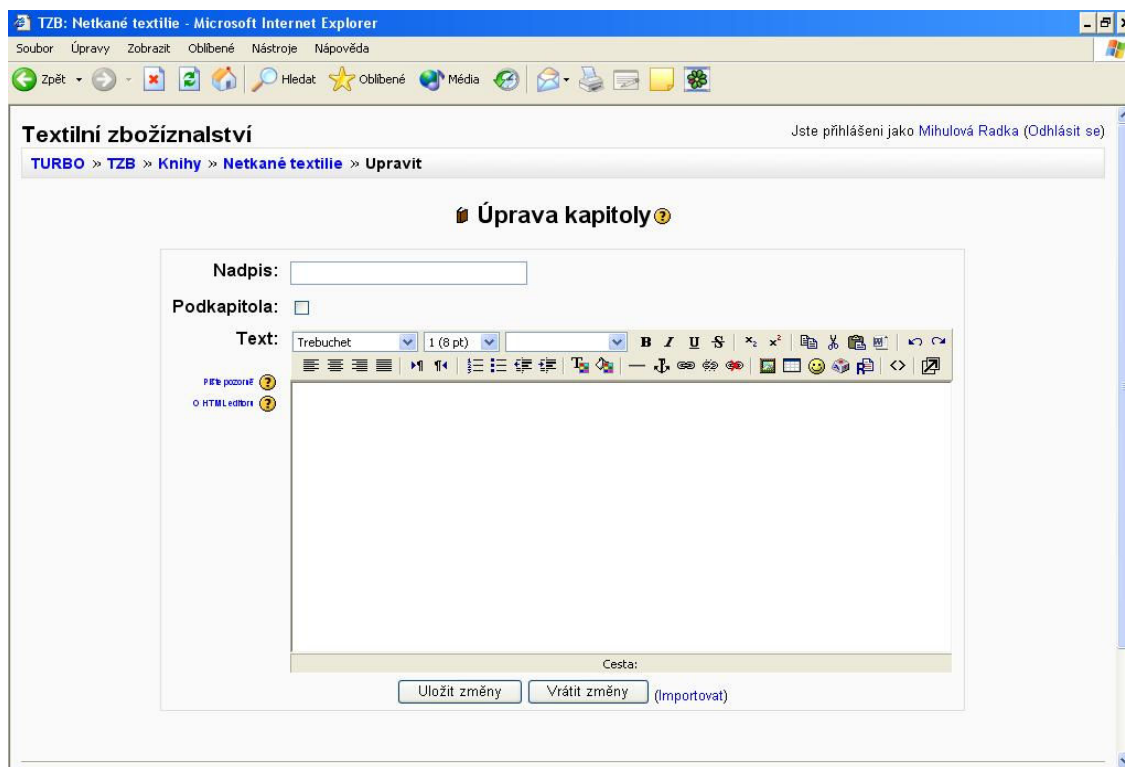 TZB: Netkané textilie - Microsoft Internet Explorer
Soubor Úpravy Zobrazit Oblíbené Nástroje Nápověda
Zpět Hledat Oblíbené Média
Textilní zbožíznalství
Jste přihlášeni jako Mihulová Radka (Odhlásit se)
TURBO » TZB » Knihy » Netkané textilie » Upravit
Úprava kapitoly
Nadpis:
Podkapitola:
Text: Trebuchet 1 (8 pt) B I U S
Pište pozorně
O HTML editoru
Cesta:
Uložit změny Vrátit změny (Importovat)